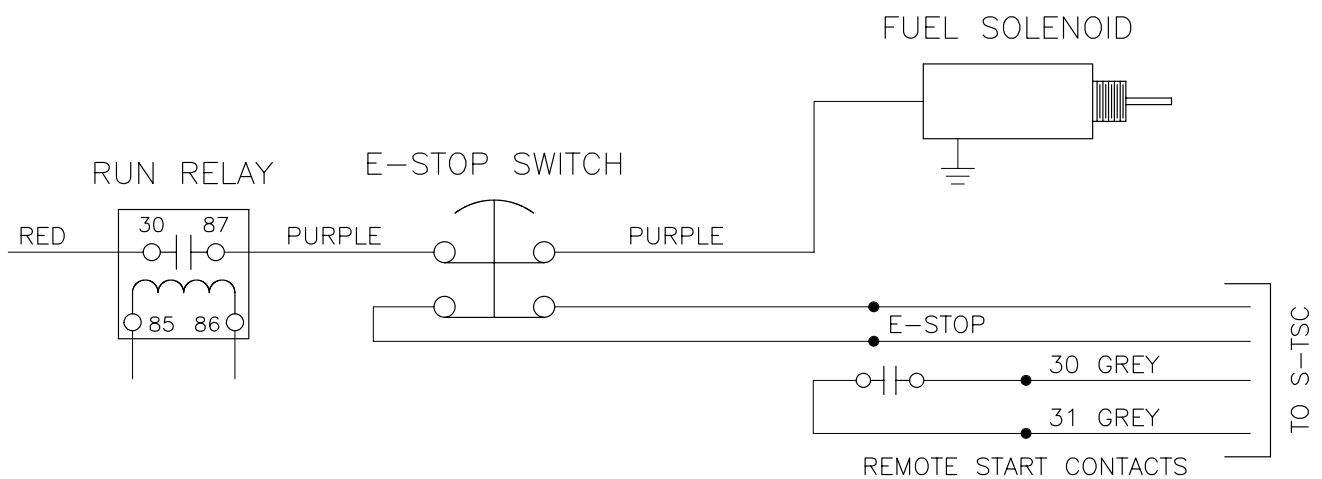 FUEL SOLENOID
RUN RELAY
E-STOP SWITCH
30 87
RED
PURPLE
PURPLE
85 86
E-STOP
30 GREY
31 GREY
REMOTE START CONTACTS
TO S-TSC